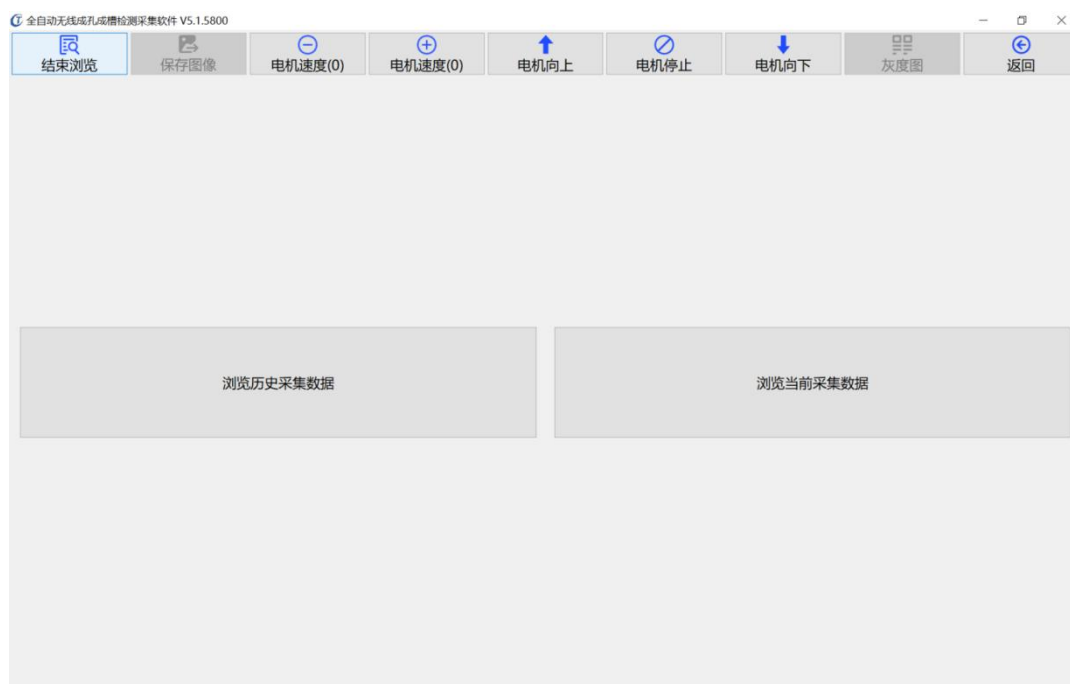 全自动无线成孔成槽检测采集软件 V5.1.5800
结束浏览
保存图像
电机速度(0)
电机速度(0)
电机向上
电机停止
电机向下
灰度图
返回
浏览历史采集数据
浏览当前采集数据